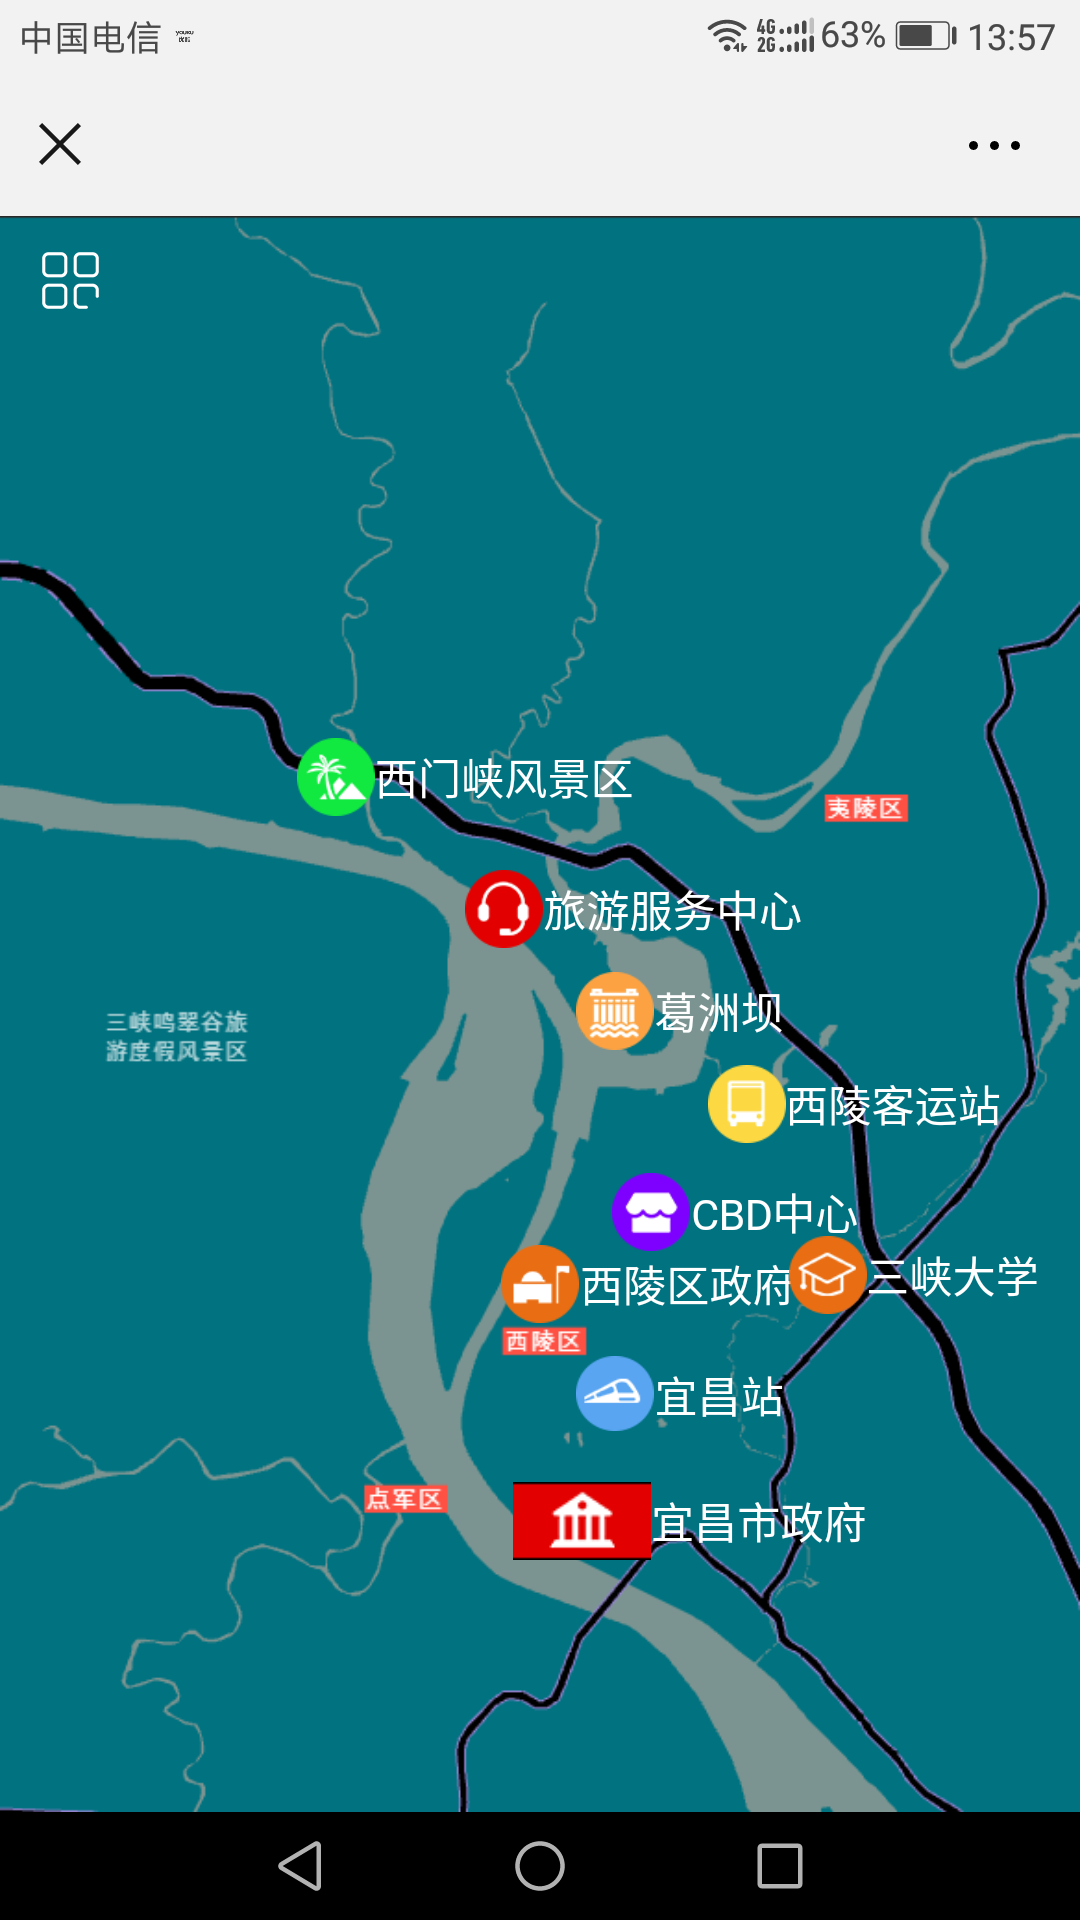 中国电信
4G
2G
63%
13:57
西门峡风景区
夷陵区
旅游服务中心
葛洲坝
三峡鸣翠谷旅
游度假风景区
西陵客运站
CBD中心
三峡大学
西陵区政府
西陵区
宜昌站
点军区
宜昌市政府